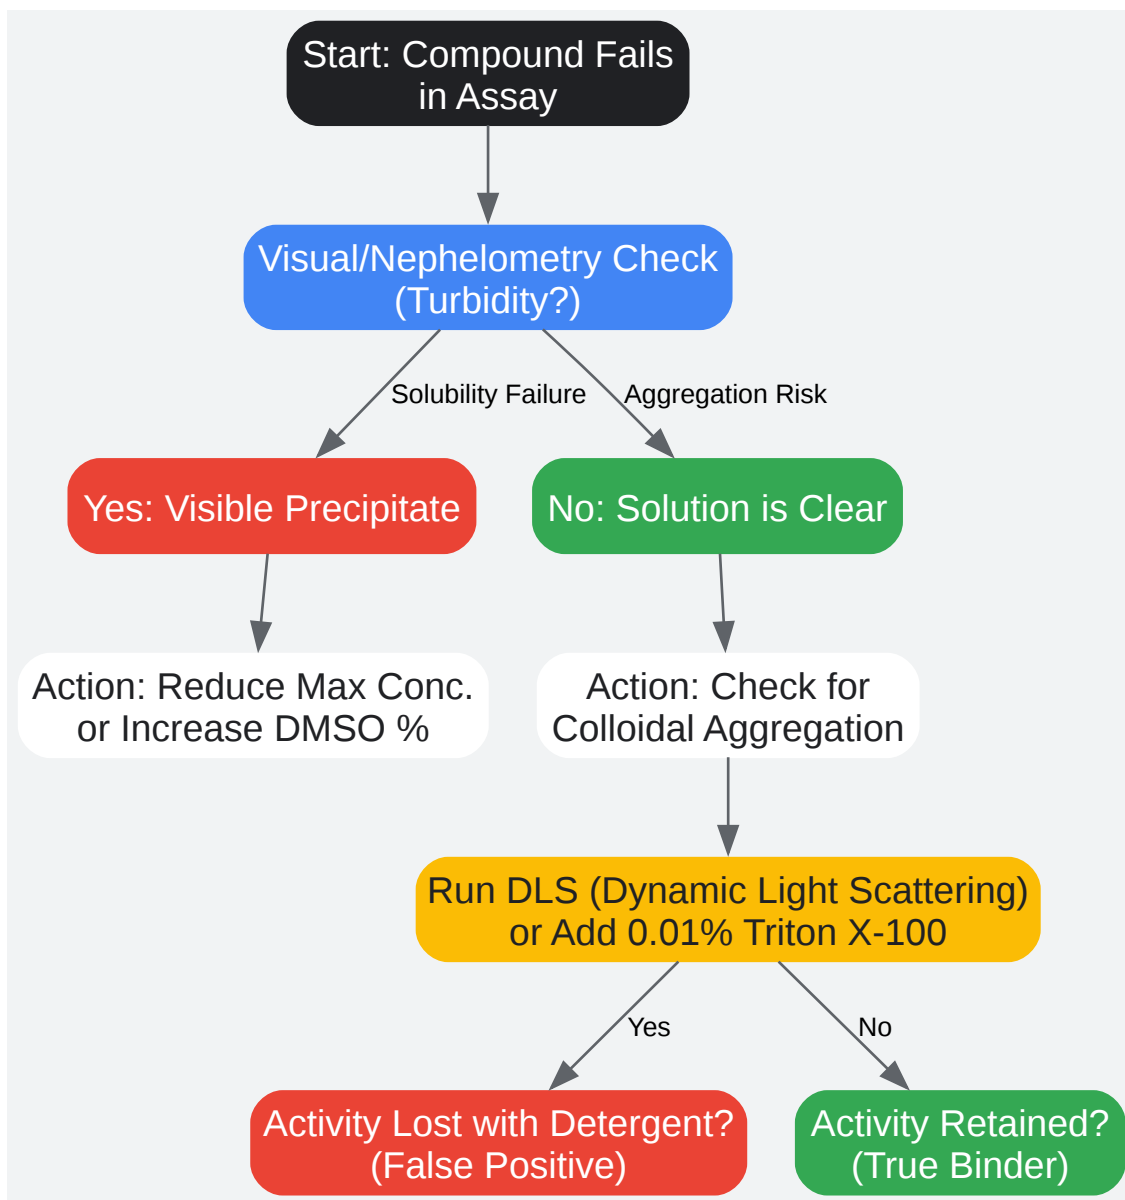 Start: Compound Fails
in Assay
Visual/Nephelometry Check
(Turbidity?)
Solubility Failure
Aggregation Risk
Yes: Visible Precipitate
No: Solution is Clear
Action: Reduce Max Conc.
or Increase DMSO %
Action: Check for
Colloidal Aggregation
Run DLS (Dynamic Light Scattering)
or Add 0.01% Triton X-100
Yes
No
Activity Lost with Detergent?
(False Positive)
Activity Retained?
(True Binder)